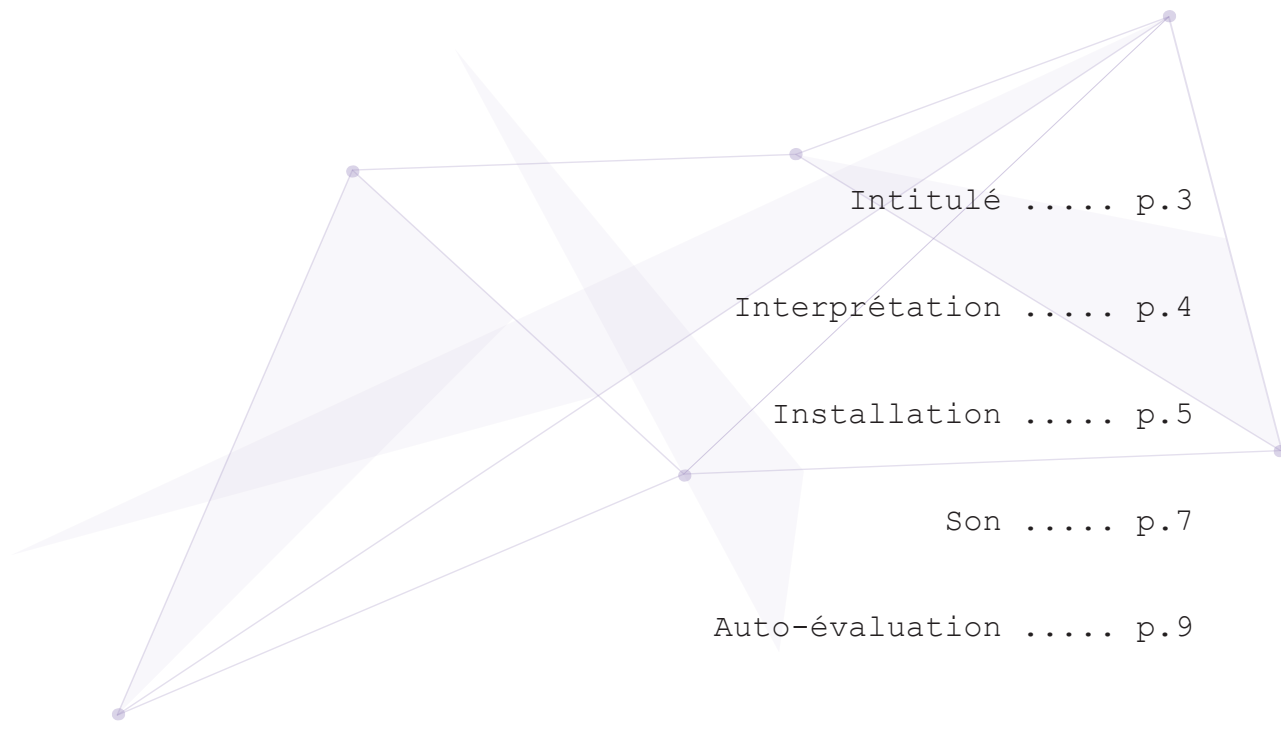 Intitulé ..... p.3
Interprétation ..... p.4
Installation ..... p.5
Son ..... p.7
Auto-évaluation ..... p.9